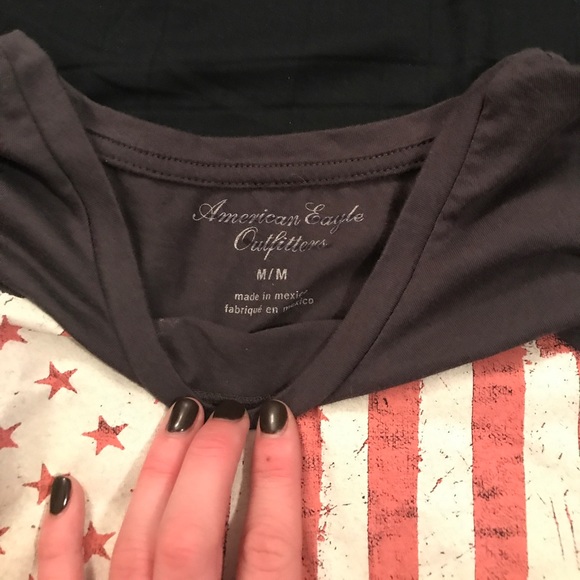 American Eagle
Outfitters
M/M
made in mexico
fabriqué en mexico